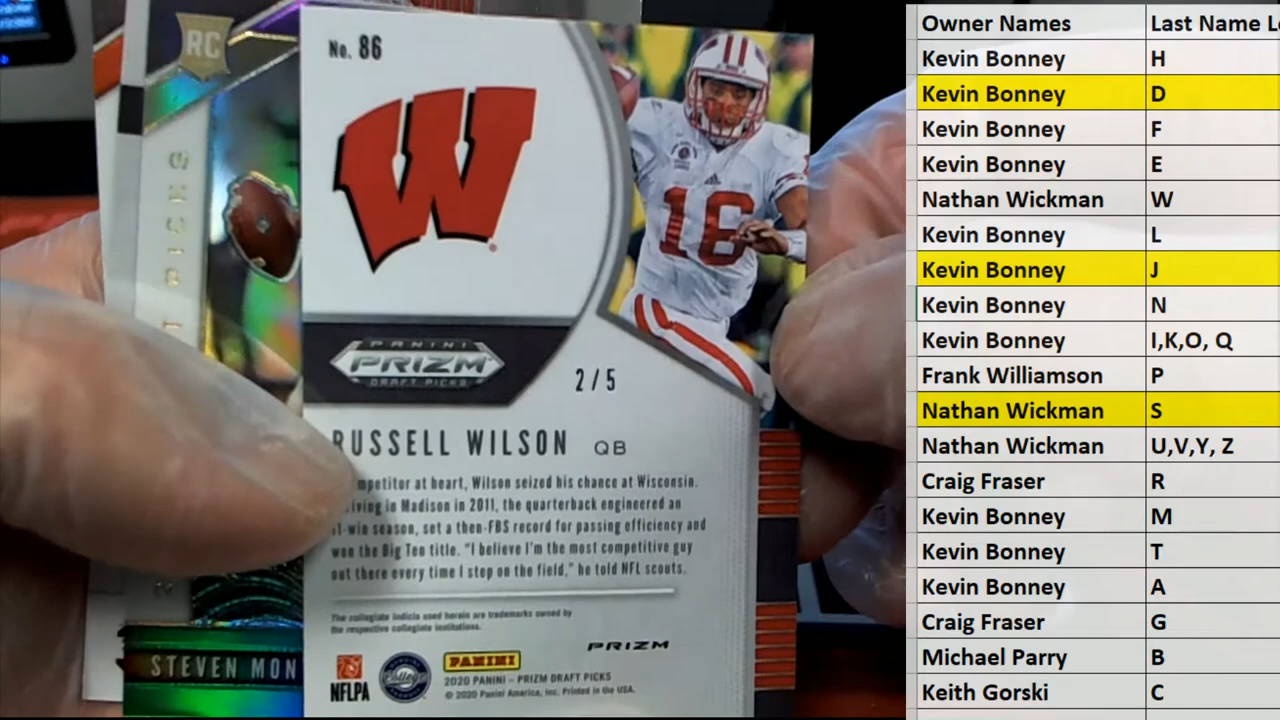 RC
No. 86
W
16
16
PANINI
PRIZM
DRAFT PICKS
2/5
RUSSELL WILSON QB
mpetitor at heart, Wilson seized his chance at Wisconsin.
iving in Madison in 2011, the quarterback engineered an
-win season, set a then-FBS record for passing efficiency and
won the Big Ten title. "I believe I'm the most competitive guy
out there every time I step on the field," he told NFL scouts.
The collegiate indicia used herein are trademarks owned by
the respective collegiate institutions.
PRIZM
NFLPA
PANINI
2020 PANINI – PRIZM DRAFT PICKS
© 2020 Panini America, Inc. Printed in the USA.
STEVEN MON
Owner Names Last Name L
Kevin Bonney H
Kevin Bonney D
Kevin Bonney F
Kevin Bonney E
Nathan Wickman W
Kevin Bonney L
Kevin Bonney J
Kevin Bonney N
Kevin Bonney I,K,O, Q
Frank Williamson P
Nathan Wickman S
Nathan Wickman U,V,Y, Z
Craig Fraser R
Kevin Bonney M
Kevin Bonney T
Kevin Bonney A
Craig Fraser G
Michael Parry B
Keith Gorski C